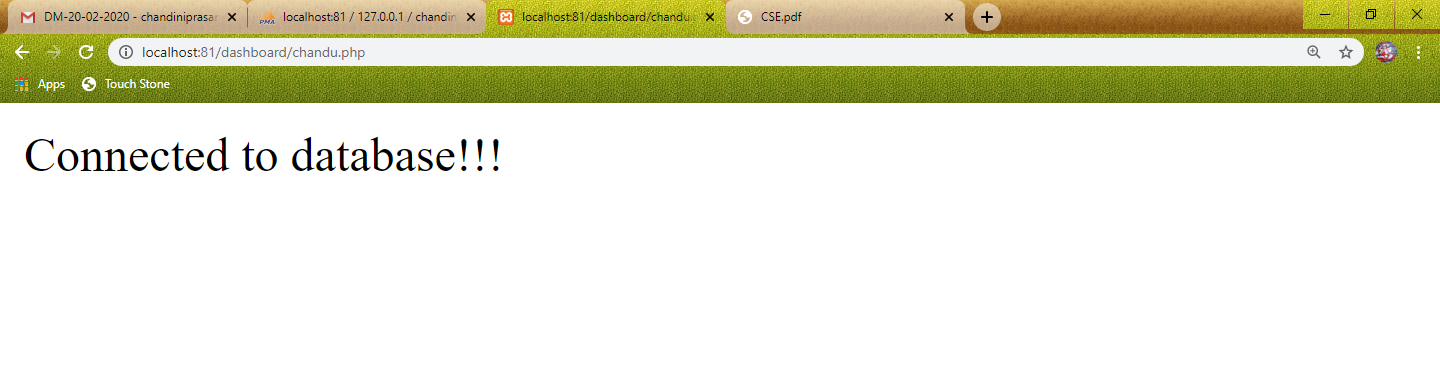 DM-20-02-2020 - chandiniprasar
PMA localhost:81 / 127.0.0.1 / chandin
localhost:81/dashboard/chandu.
CSE.pdf
localhost:81/dashboard/chandu.php
Apps Touch Stone
Connected to database!!!